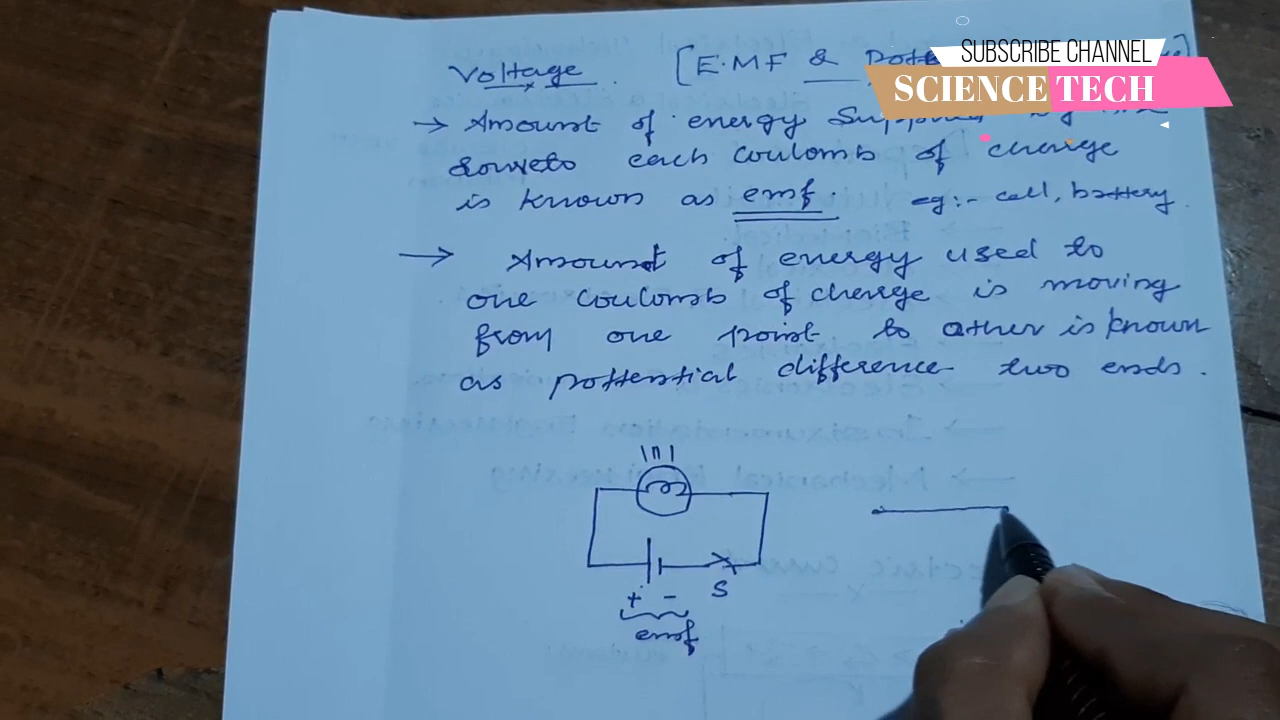 SUBSCRIBE CHANNEL
SCIENCE TECH
Voltage . [E.MF &
→ Amount of energy
each coulomb of charge
is known as emf. eg:- cell, battery
→ Amount of energy used to
one coulomb of charge is moving
from one point to other is known
as pottential difference two ends.
+ - S
emf